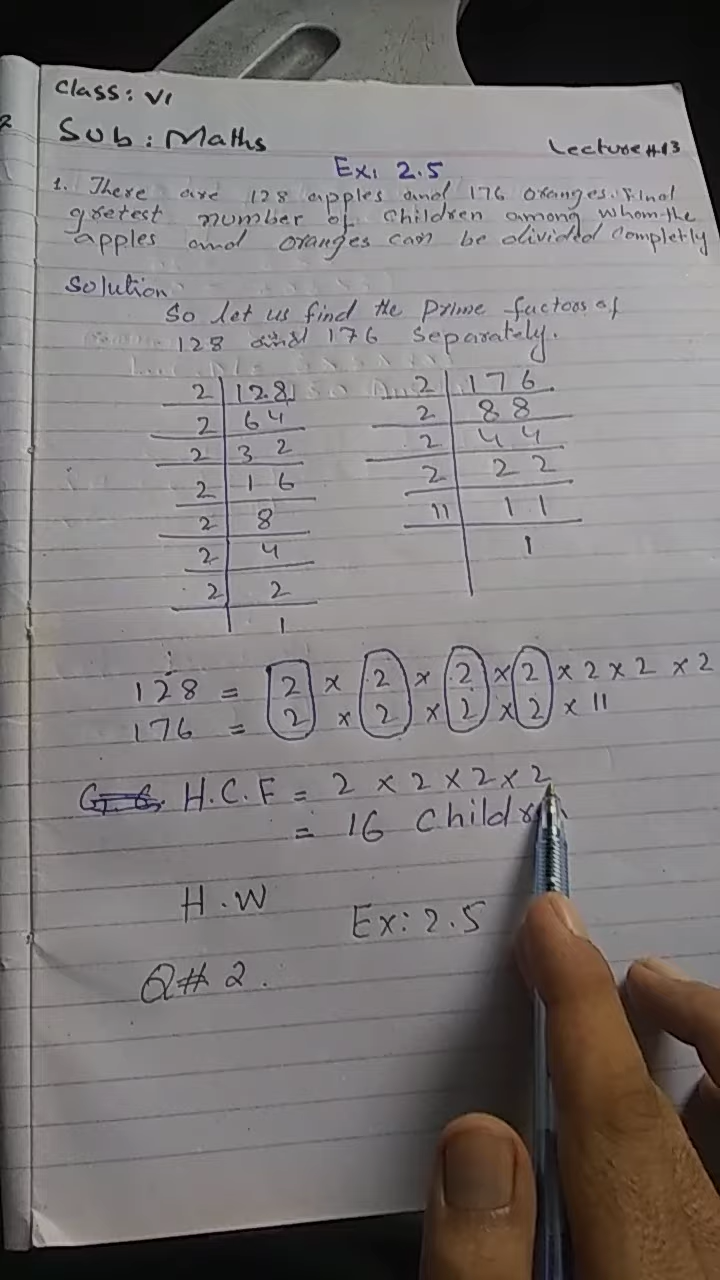 Class: VI
Sub: Maths
Lecture#13
Ex: 2.5
1. There are 128 apples and 176 oranges. Find
gretest number of children among whom the
apples and oranges can be divided completly
Solution
So let us find the Prime factors of
128 and 176 Separately.
2 | 128
2 | 64
2 | 32
2 | 16
2 | 8
2 | 4
2 | 2
1
2 | 176
2 | 88
2 | 44
2 | 22
11 | 11
1
128 = 2 × 2 × 2 × 2 × 2 × 2 × 2
176 = 2 × 2 × 2 × 2 × 11
H.C.F = 2 × 2 × 2 × 2
= 16
H.W
Ex: 2.5
Q# 2.